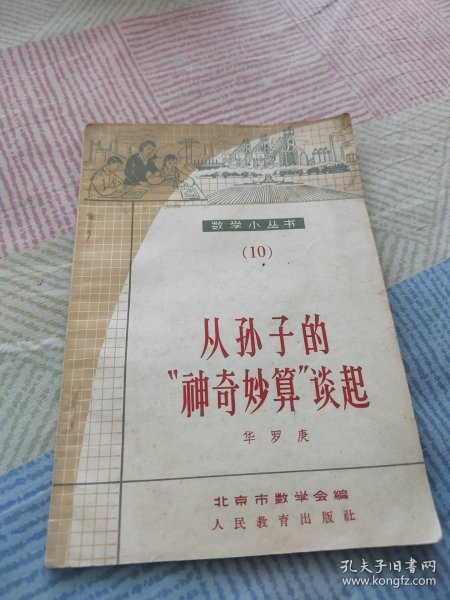 数学小丛书
(10)
从孙子的
“神奇妙算”谈起
华罗庚
北京市数学会编
人民教育出版社
孔夫子旧书网
www.kongfz.com